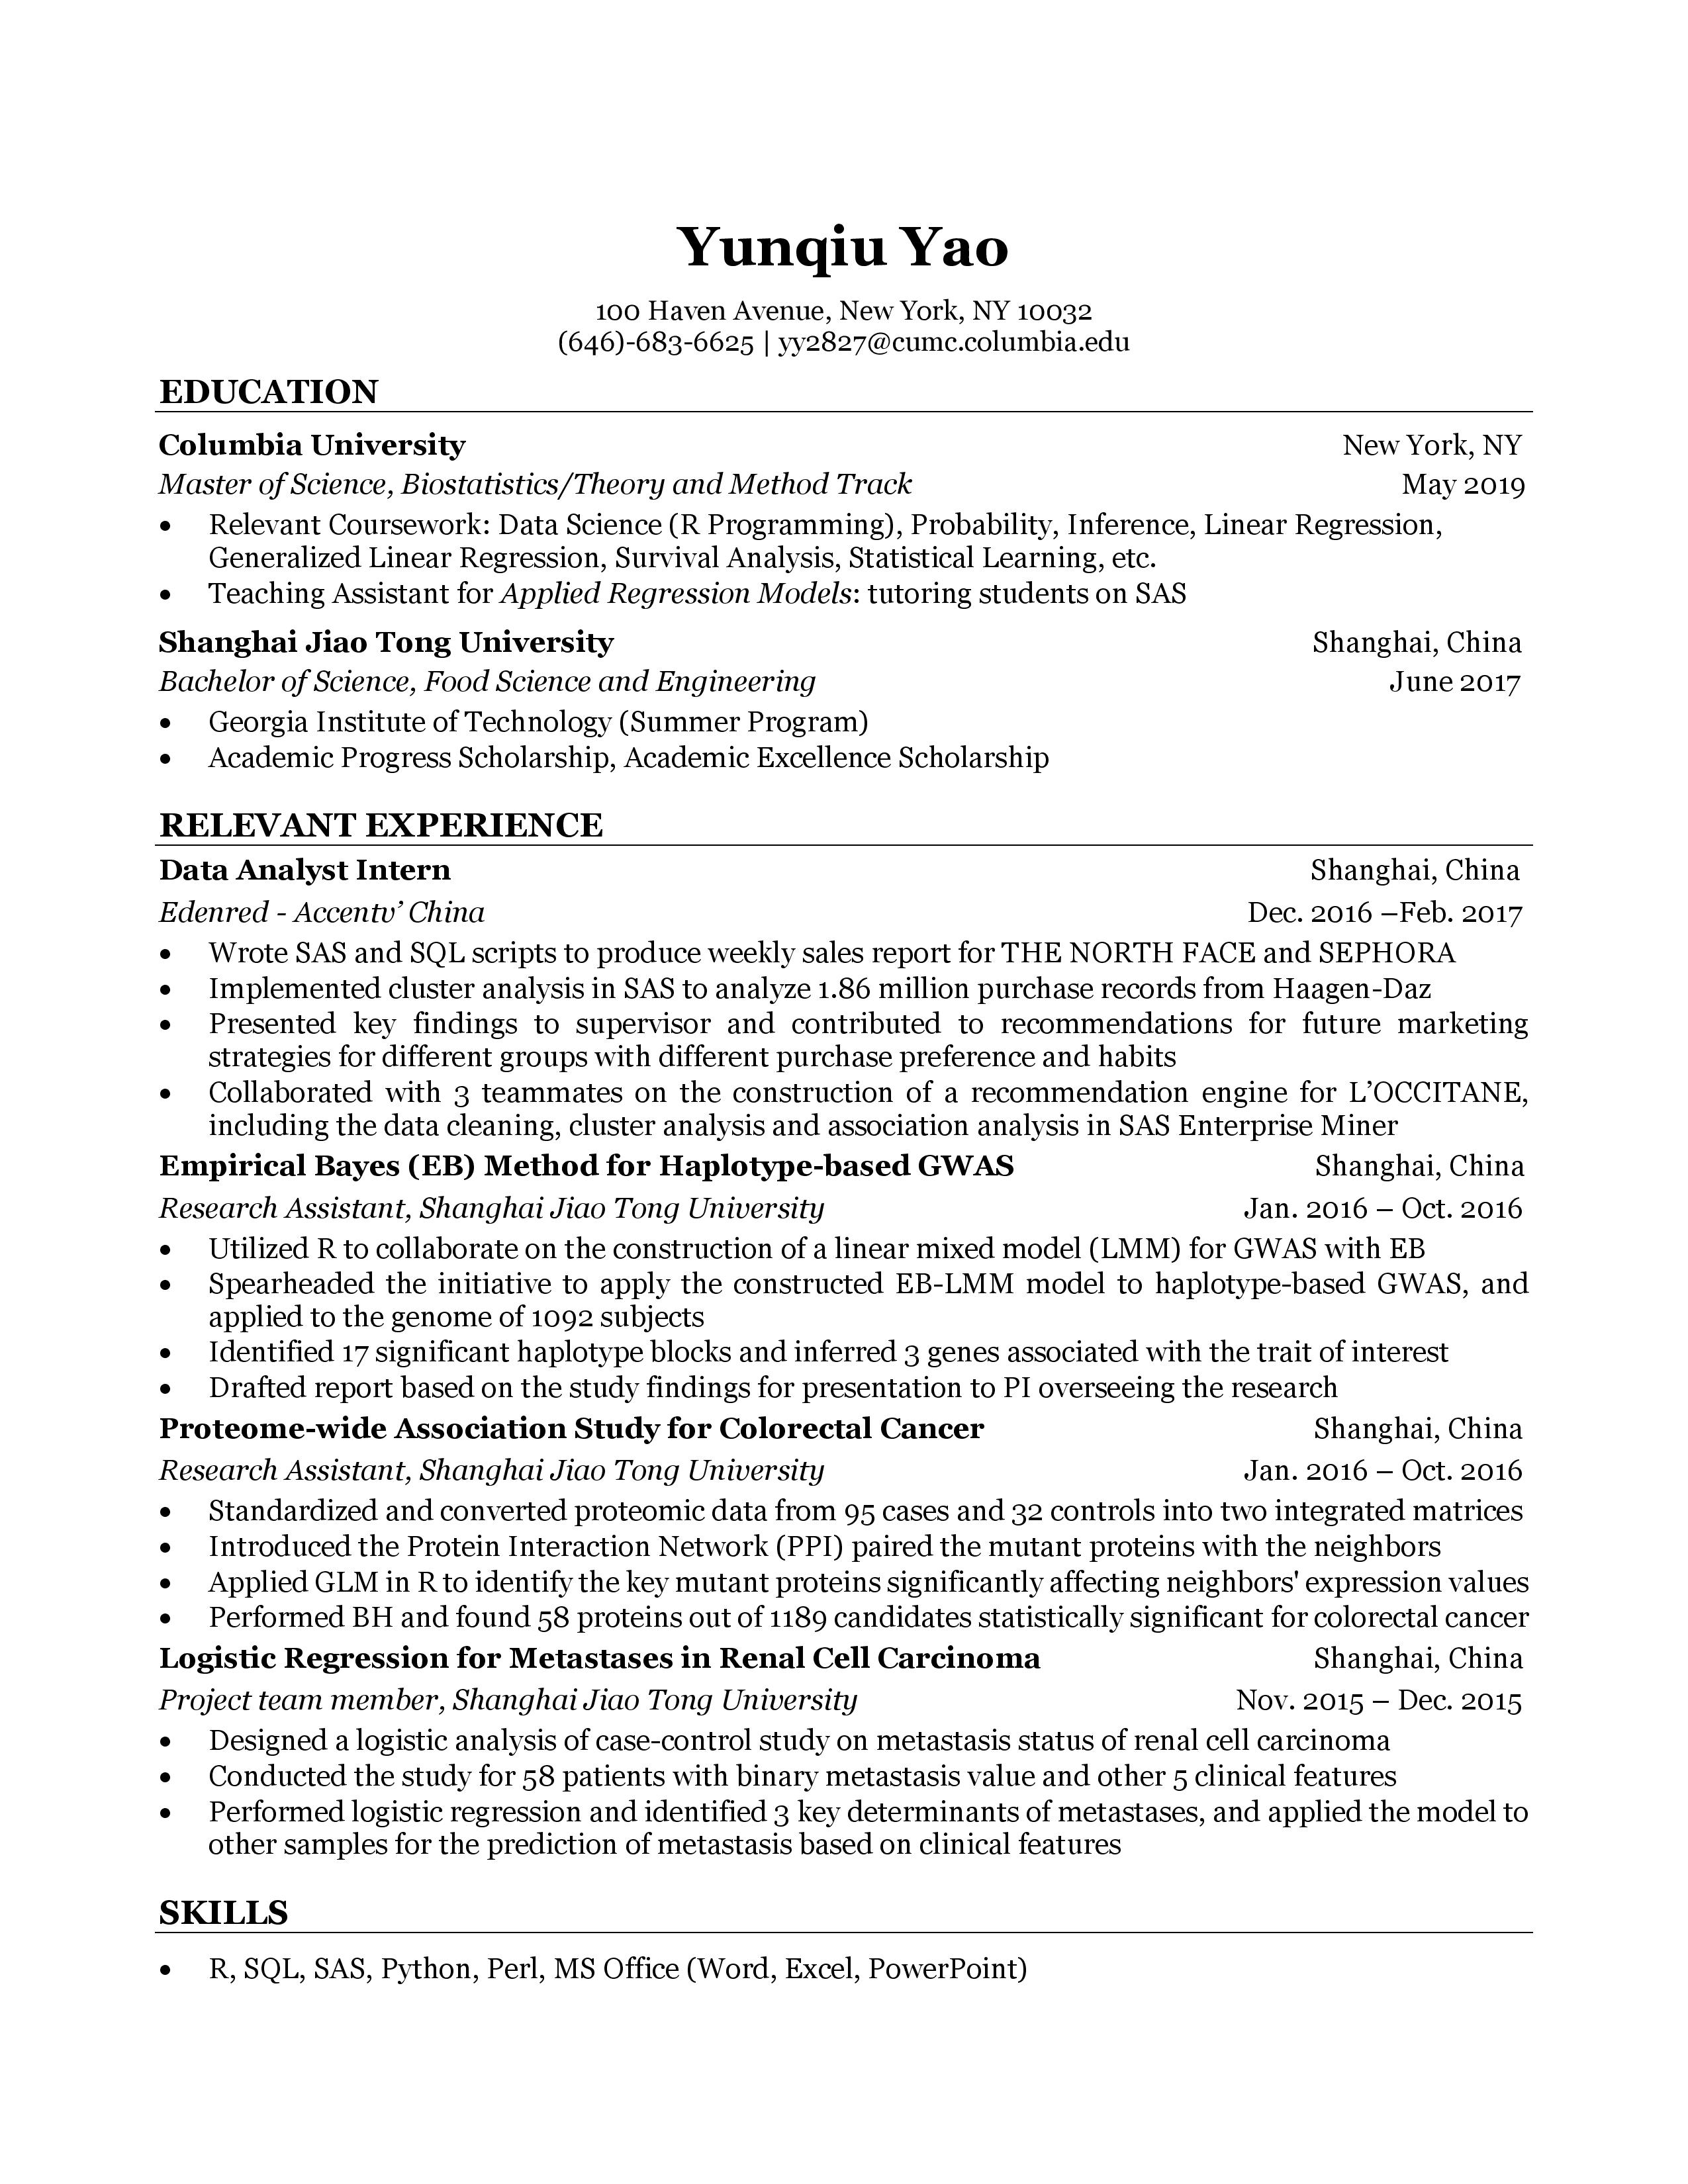 Yunqiu Yao
100 Haven Avenue, New York, NY 10032
(646)-683-6625 | yy2827@cumc.columbia.edu
EDUCATION
Columbia University New York, NY
Master of Science, Biostatistics/Theory and Method Track May 2019
• Relevant Coursework: Data Science (R Programming), Probability, Inference, Linear Regression,
Generalized Linear Regression, Survival Analysis, Statistical Learning, etc.
• Teaching Assistant for Applied Regression Models: tutoring students on SAS
Shanghai Jiao Tong University Shanghai, China
Bachelor of Science, Food Science and Engineering June 2017
• Georgia Institute of Technology (Summer Program)
• Academic Progress Scholarship, Academic Excellence Scholarship
RELEVANT EXPERIENCE
Data Analyst Intern Shanghai, China
Edenred - Accentv’ China Dec. 2016 –Feb. 2017
• Wrote SAS and SQL scripts to produce weekly sales report for THE NORTH FACE and SEPHORA
• Implemented cluster analysis in SAS to analyze 1.86 million purchase records from Haagen-Daz
• Presented key findings to supervisor and contributed to recommendations for future marketing
strategies for different groups with different purchase preference and habits
• Collaborated with 3 teammates on the construction of a recommendation engine for L’OCCITANE,
including the data cleaning, cluster analysis and association analysis in SAS Enterprise Miner
Empirical Bayes (EB) Method for Haplotype-based GWAS Shanghai, China
Research Assistant, Shanghai Jiao Tong University Jan. 2016 – Oct. 2016
• Utilized R to collaborate on the construction of a linear mixed model (LMM) for GWAS with EB
• Spearheaded the initiative to apply the constructed EB-LMM model to haplotype-based GWAS, and
applied to the genome of 1092 subjects
• Identified 17 significant haplotype blocks and inferred 3 genes associated with the trait of interest
• Drafted report based on the study findings for presentation to PI overseeing the research
Proteome-wide Association Study for Colorectal Cancer Shanghai, China
Research Assistant, Shanghai Jiao Tong University Jan. 2016 – Oct. 2016
• Standardized and converted proteomic data from 95 cases and 32 controls into two integrated matrices
• Introduced the Protein Interaction Network (PPI) paired the mutant proteins with the neighbors
• Applied GLM in R to identify the key mutant proteins significantly affecting neighbors' expression values
• Performed BH and found 58 proteins out of 1189 candidates statistically significant for colorectal cancer
Logistic Regression for Metastases in Renal Cell Carcinoma Shanghai, China
Project team member, Shanghai Jiao Tong University Nov. 2015 – Dec. 2015
• Designed a logistic analysis of case-control study on metastasis status of renal cell carcinoma
• Conducted the study for 58 patients with binary metastasis value and other 5 clinical features
• Performed logistic regression and identified 3 key determinants of metastases, and applied the model to
other samples for the prediction of metastasis based on clinical features
SKILLS
• R, SQL, SAS, Python, Perl, MS Office (Word, Excel, PowerPoint)